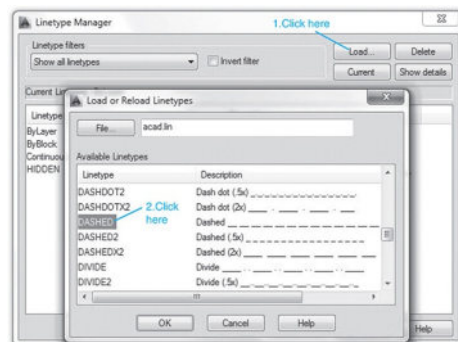 Linetype Manager
1.Click here
Linetype filters
Show all linetypes
Invert filter
Load...
Delete
Current
Show details
Current Li
Linetype
ByLayer
ByBlock
Continuou
HIDDEN
Load or Reload Linetypes
File...
acad.lin
Available Linetypes
Linetype
Description
DASHDOT2
Dash dot (.5x)
DASHDOTX2
Dash dot (2x)
DASHED
Dashed
2.Click here
DASHED2
Dashed (.5x)
DASHEDX2
Dashed (2x)
DIVIDE
Divide
DIVIDE2
Divide (.5x)
OK
Cancel
Help
Help